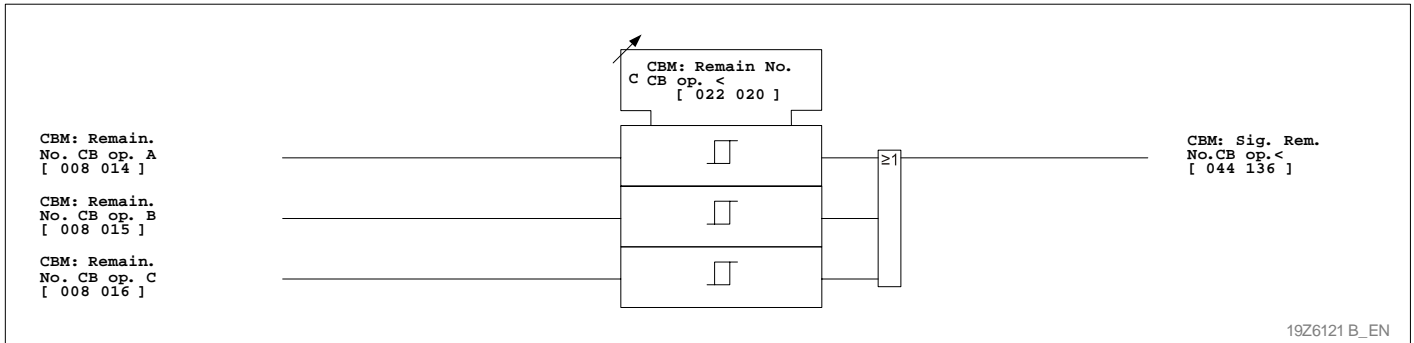 CBM: Remain No.
C CB op. <
[ 022 020 ]
CBM: Remain.
No. CB op. A
[ 008 014 ]
≥1
CBM: Sig. Rem.
No.CB op.<
[ 044 136 ]
CBM: Remain.
No. CB op. B
[ 008 015 ]
CBM: Remain.
No. CB op. C
[ 008 016 ]
19Z6121 B_EN